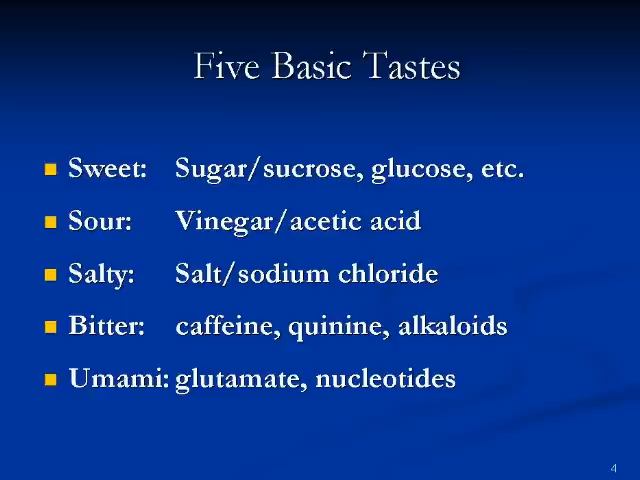 Five Basic Tastes
Sweet: Sugar/sucrose, glucose, etc.
Sour: Vinegar/acetic acid
Salty: Salt/sodium chloride
Bitter: caffeine, quinine, alkaloids
Umami: glutamate, nucleotides
4